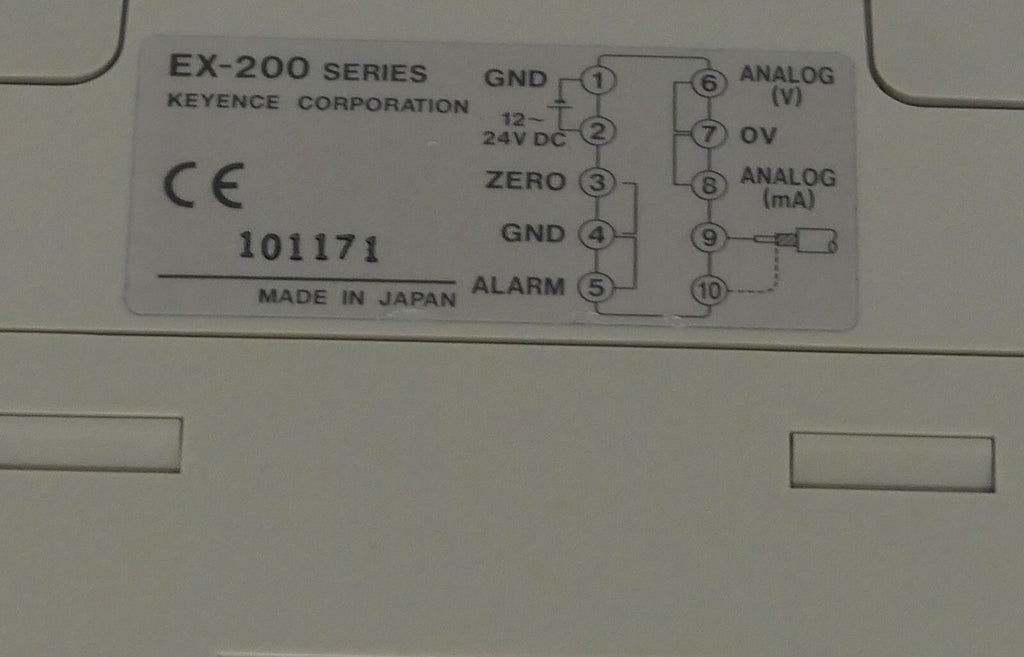 EX-200 SERIES
KEYENCE CORPORATION
CE
101171
MADE IN JAPAN
GND 1
12~
24V DC 2
ZERO 3
GND 4
ALARM 5
6 ANALOG
(V)
7 0V
8 ANALOG
(mA)
9
10